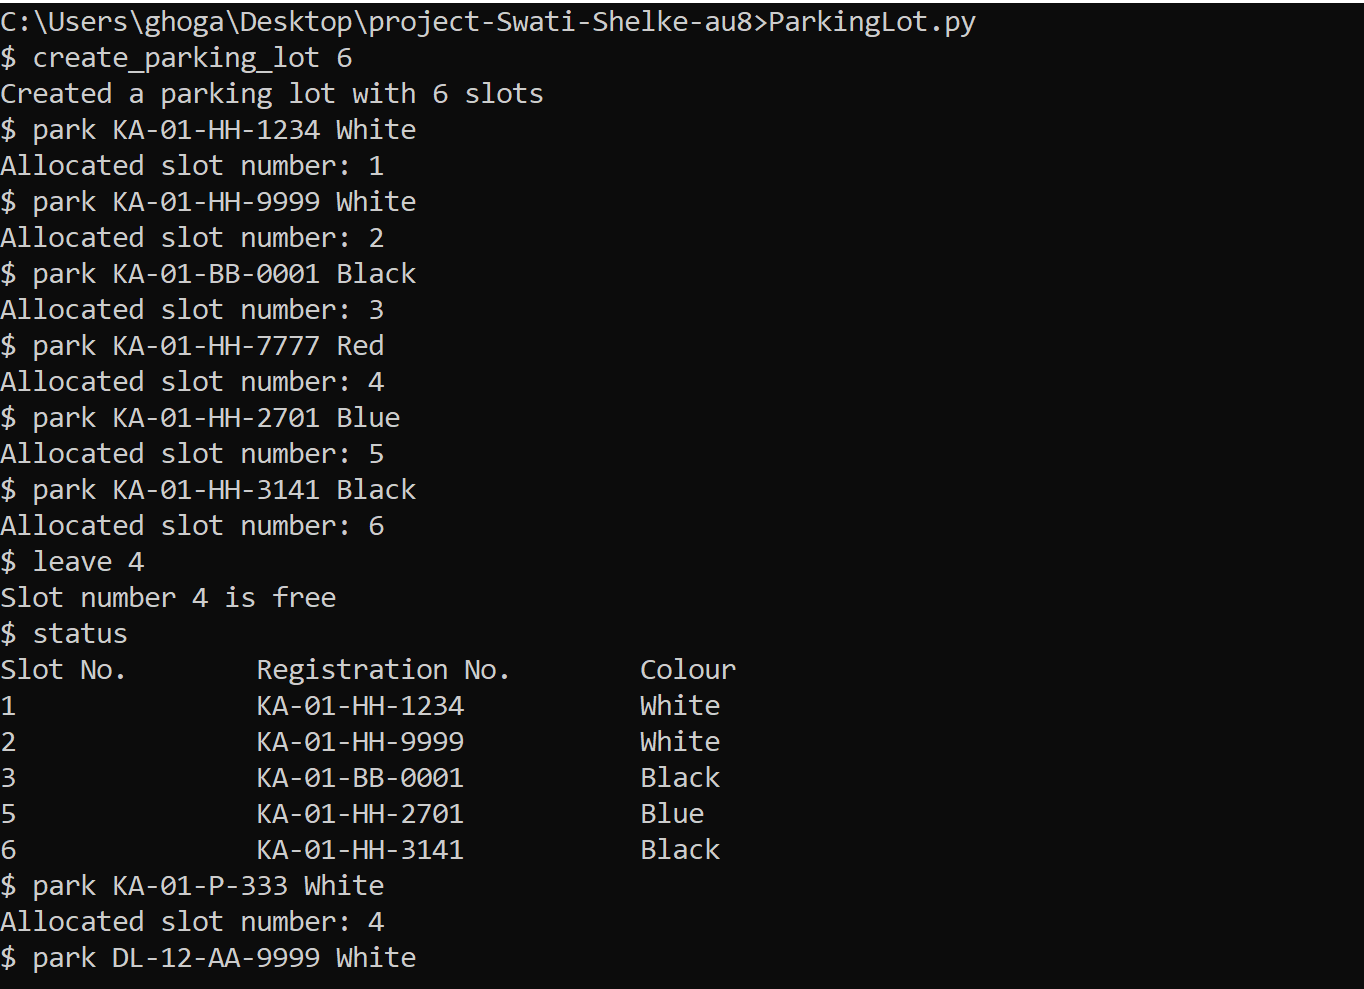 C:\Users\ghoga\Desktop\project-Swati-Shelke-au8>ParkingLot.py
$ create_parking_lot 6
Created a parking lot with 6 slots
$ park KA-01-HH-1234 White
Allocated slot number: 1
$ park KA-01-HH-9999 White
Allocated slot number: 2
$ park KA-01-BB-0001 Black
Allocated slot number: 3
$ park KA-01-HH-7777 Red
Allocated slot number: 4
$ park KA-01-HH-2701 Blue
Allocated slot number: 5
$ park KA-01-HH-3141 Black
Allocated slot number: 6
$ leave 4
Slot number 4 is free
$ status
Slot No.        Registration No.        Colour
1               KA-01-HH-1234           White
2               KA-01-HH-9999           White
3               KA-01-BB-0001           Black
5               KA-01-HH-2701           Blue
6               KA-01-HH-3141           Black
$ park KA-01-P-333 White
Allocated slot number: 4
$ park DL-12-AA-9999 White